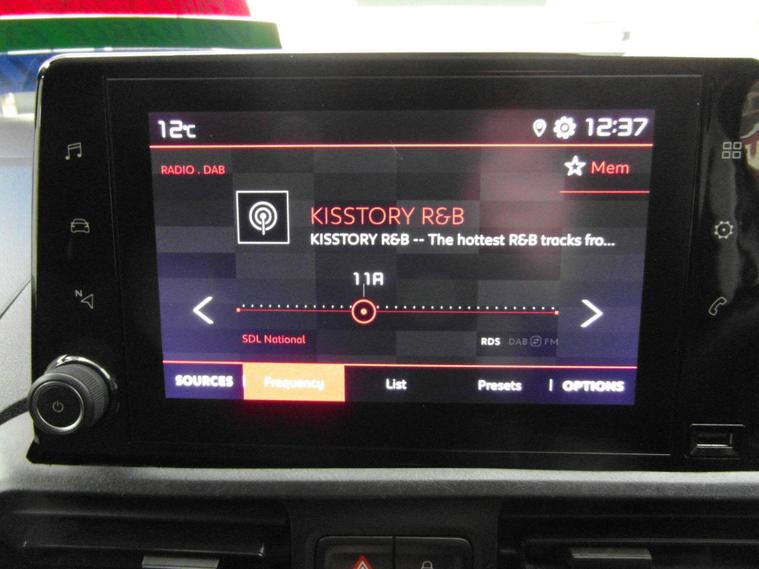 12°C 12:37
RADIO . DAB
Mem
KISSTORY R&B
KISSTORY R&B -- The hottest R&B tracks fro...
11A
N
SDL National
RDS DAB FM
SOURCES Frequency List Presets OPTIONS